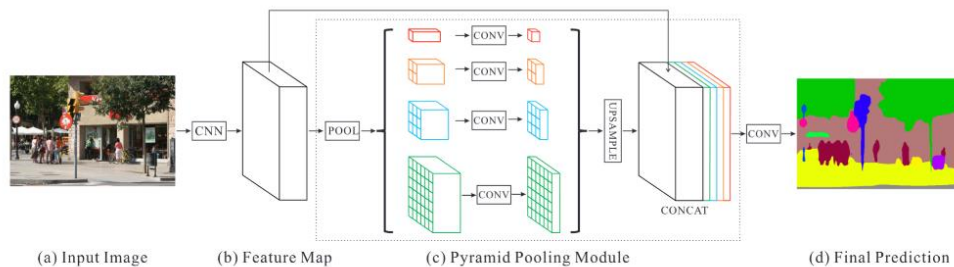 CNN
POOL
CONV
CONV
CONV
CONV
UPSAMPLE
CONCAT
CONV
(a) Input Image
(b) Feature Map
(c) Pyramid Pooling Module
(d) Final Prediction